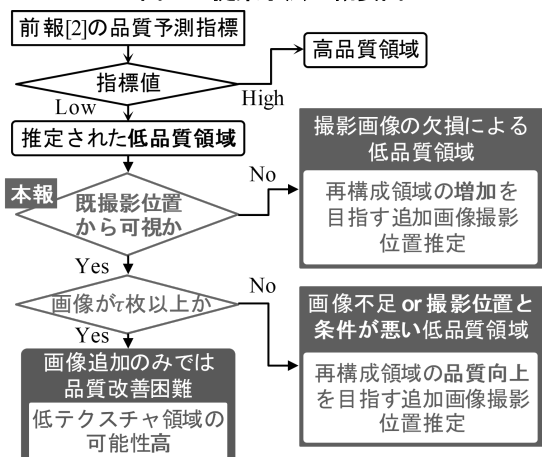 前報[2]の品質予測指標
高品質領域
指標値
Low
High
推定された低品質領域
本報
既撮影位置
から可視か
No
撮影画像の欠損による
低品質領域
再構成領域の増加を
目指す追加画像撮影
位置推定
Yes
画像がτ枚以上か
No
画像不足 or 撮影位置と
条件が悪い低品質領域
再構成領域の品質向上
を目指す追加画像撮影
位置推定
Yes
画像追加のみでは
品質改善困難
低テクスチャ領域の
可能性高